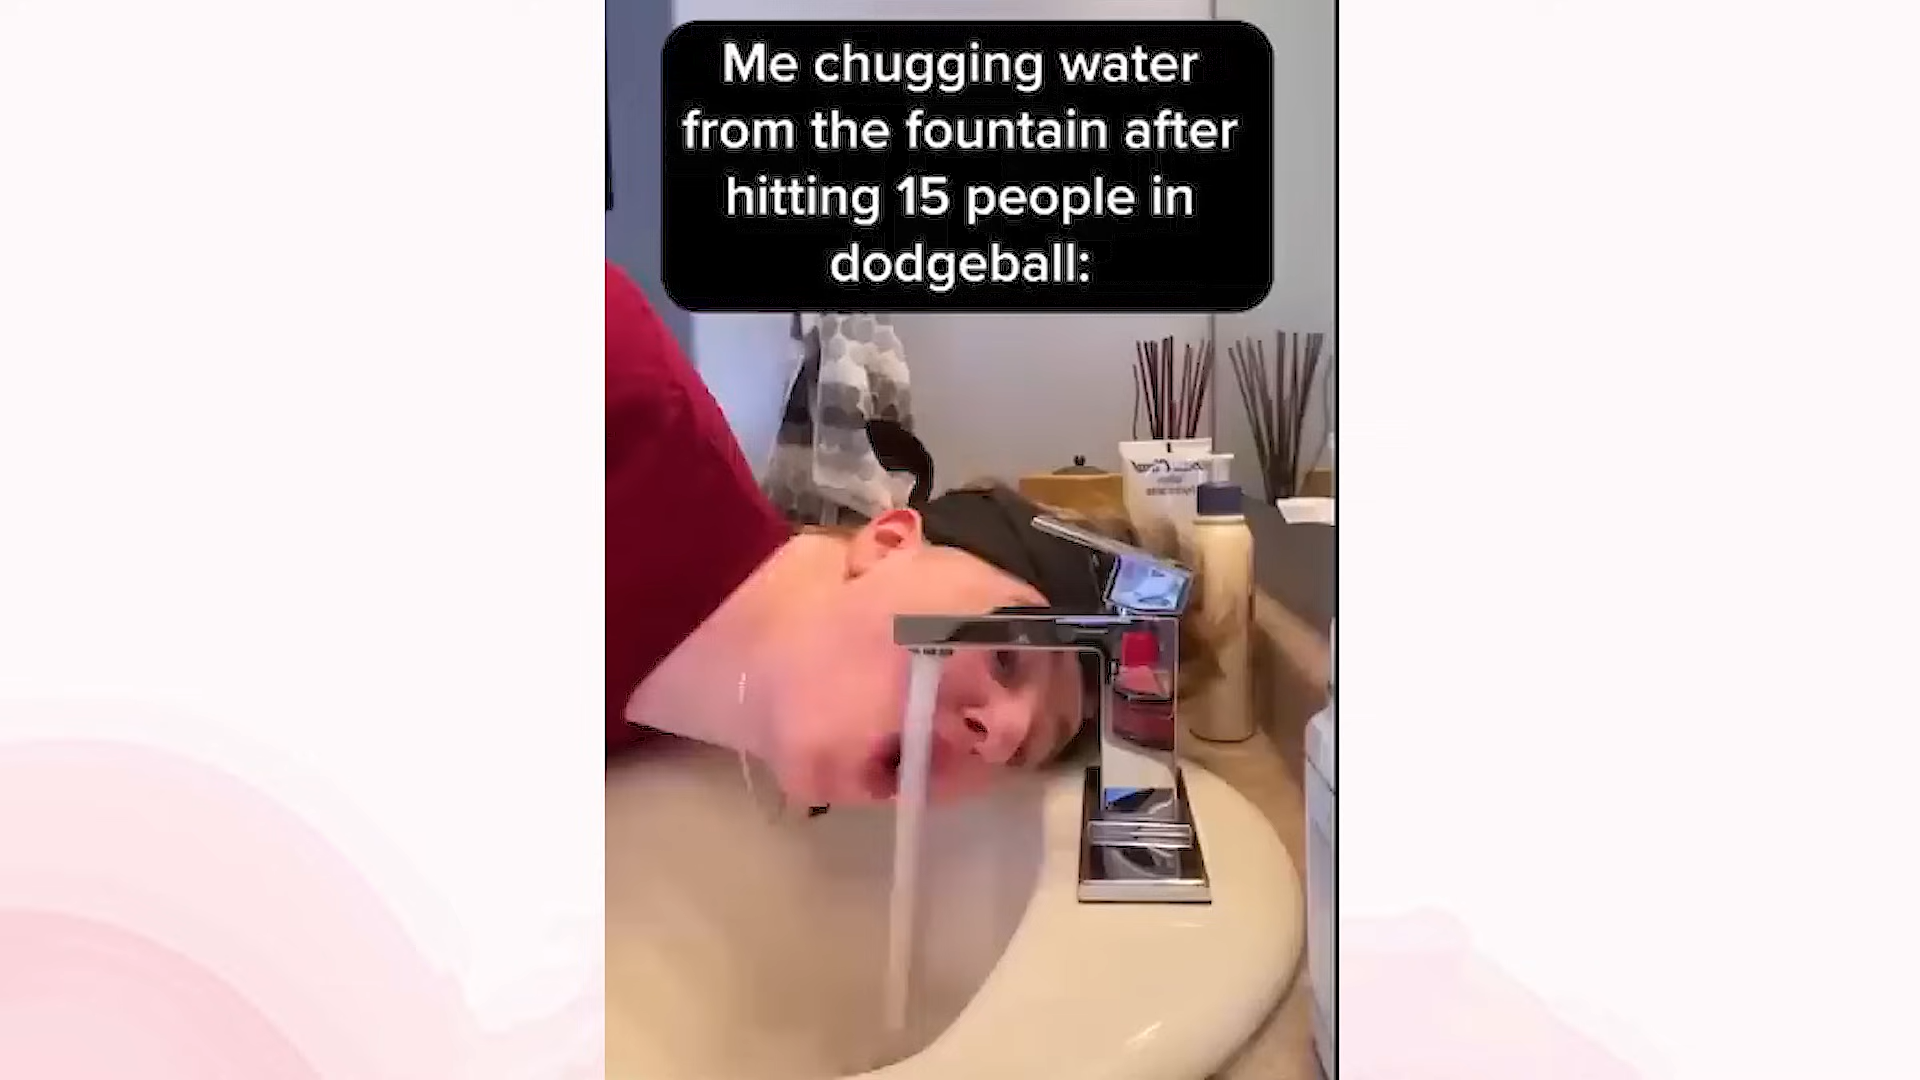 Me chugging water
from the fountain after
hitting 15 people in
dodgeball: